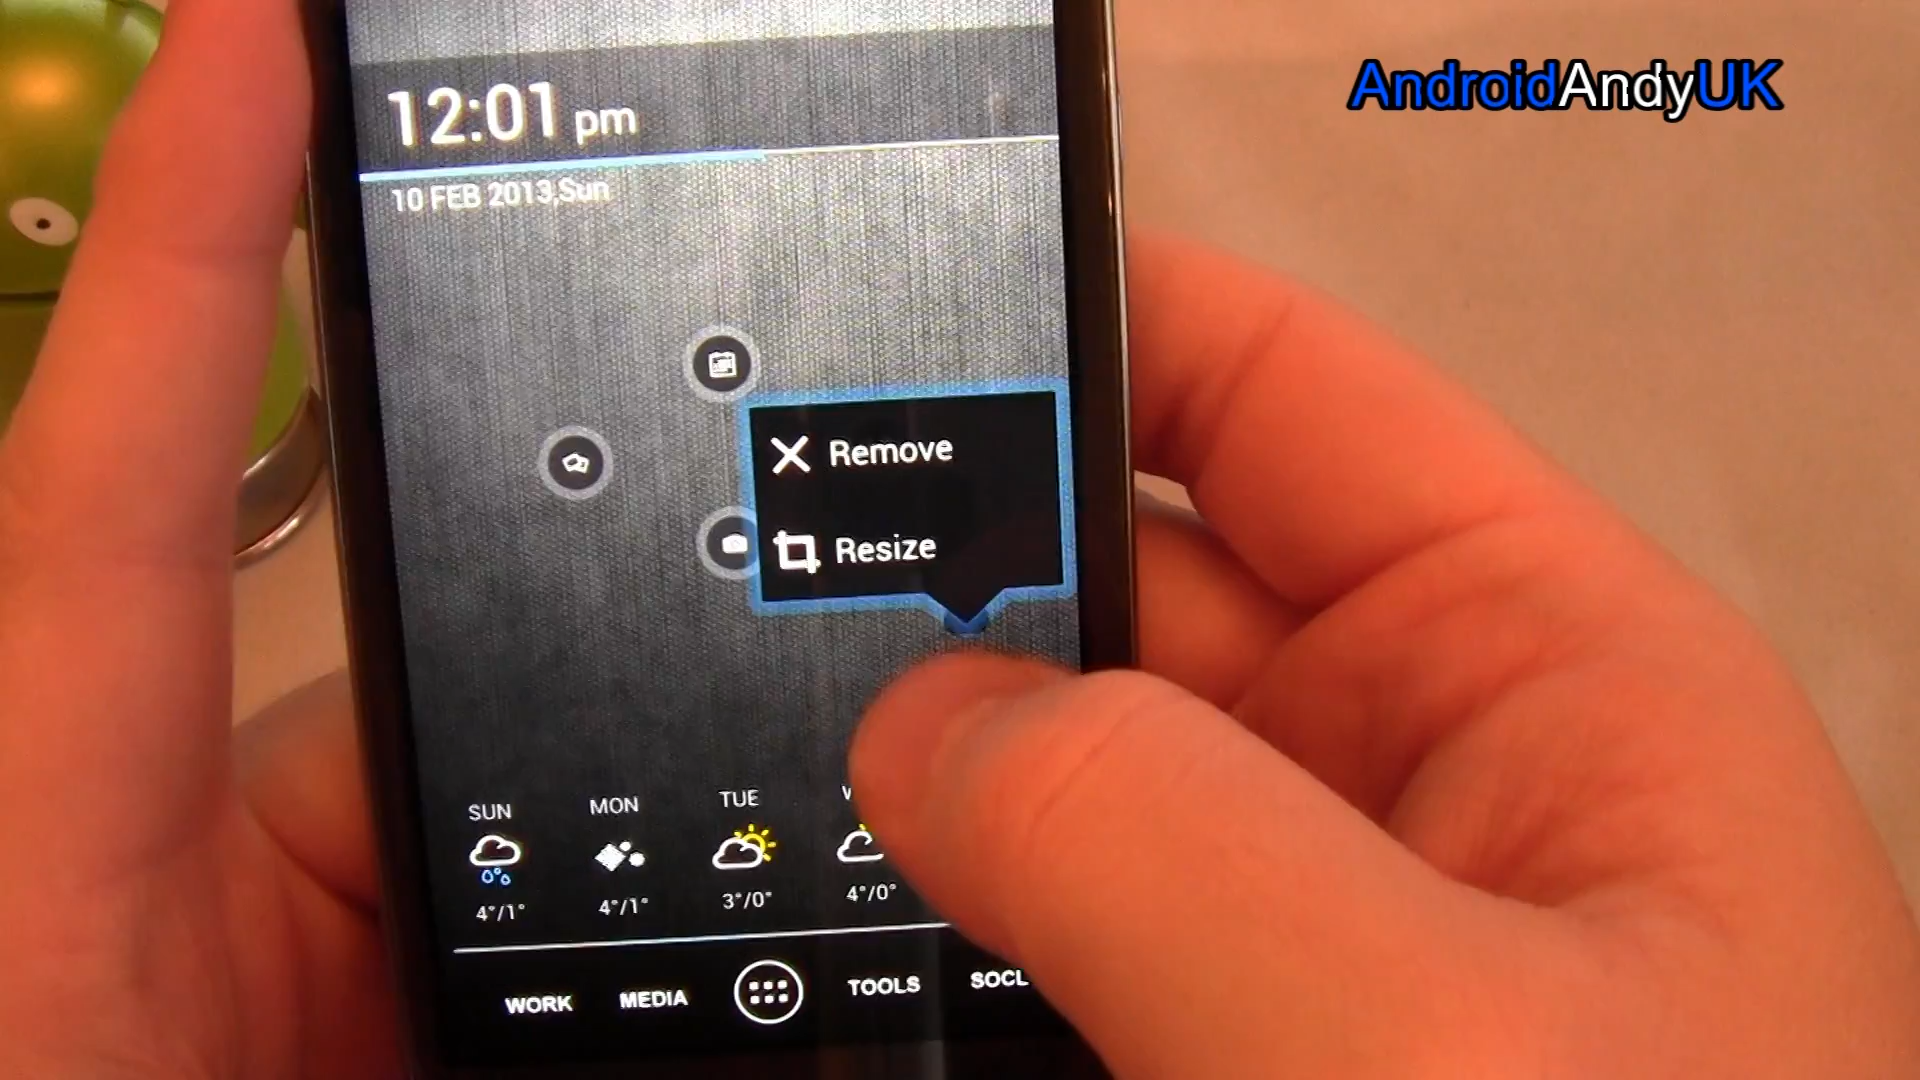 AndroidAndyUK
12:01 pm
10 FEB 2013,Sun
Remove
Resize
SUN MON TUE
4°/1° 4°/1° 3°/0° 4°/0°
WORK MEDIA TOOLS